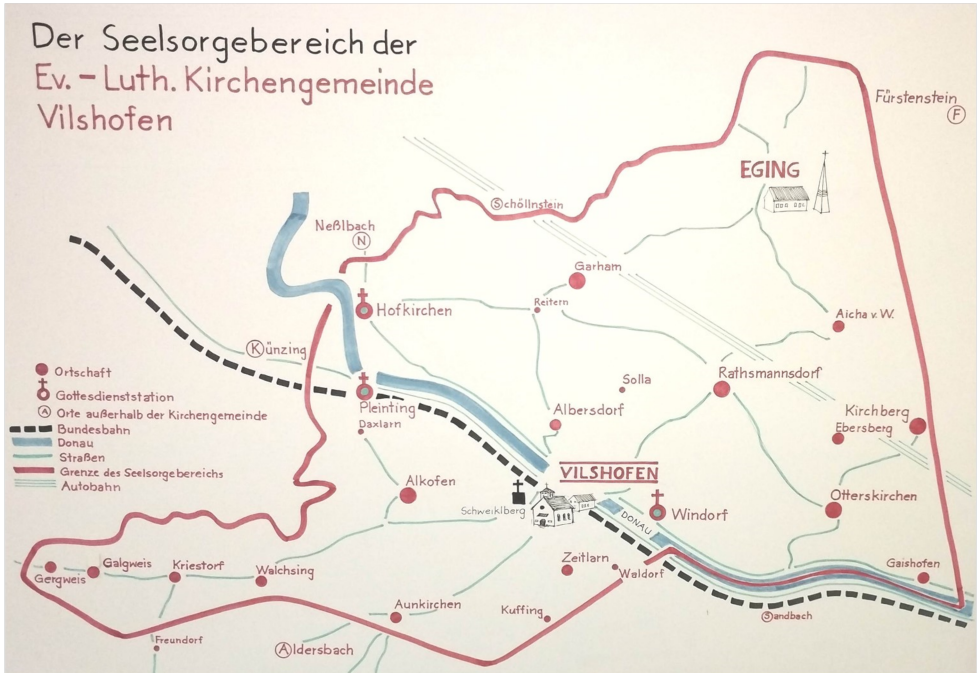 Der Seelsorgebereich der
Ev. - Luth. Kirchengemeinde
Vilshofen
Fürstenstein
F
EGING
Schöllnstein
Neßlbach
N
Garham
Reitern
Hofkirchen
Aicha v. W.
Künzing
Ortschaft
Gottesdienststation
A Orte außerhalb der Kirchengemeinde
Bundesbahn
Donau
Straßen
Grenze des Seelsorgebereichs
Autobahn
Pleinting
Daxlarn
Solla
Rathsmannsdorf
Albersdorf
Kirchberg
Ebersberg
VILSHOFEN
Alkofen
Schweiklberg
DONAU
Windorf
Otterskirchen
Zeitlarn
Waldorf
Gaishofen
Gergweis
Galgweis
Kriestorf
Walchsing
Aunkirchen
Kuffing
Sandbach
Freundorf
Aldersbach